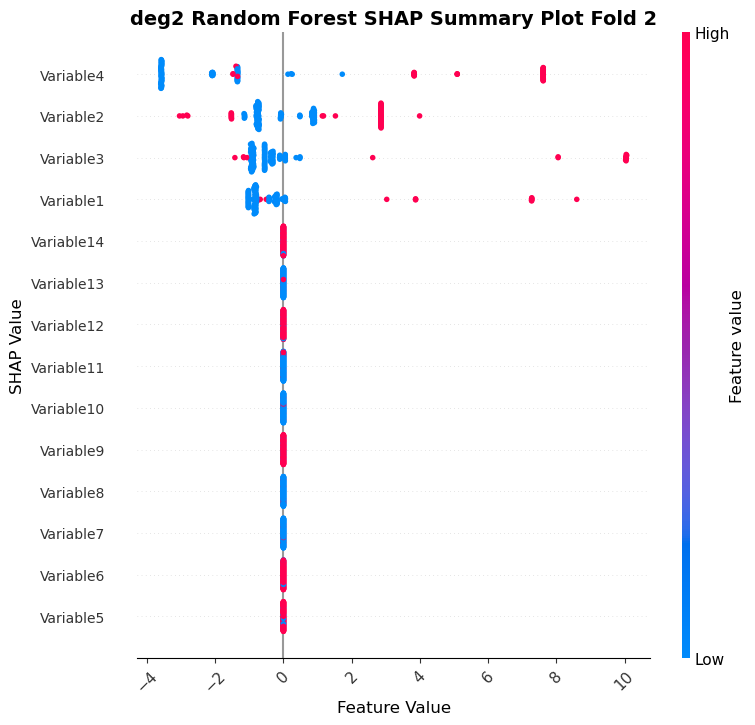 deg2 Random Forest SHAP Summary Plot Fold 2
High
Variable4
Variable2
Variable3
Variable1
Variable14
Variable13
Variable12
Variable11
Variable10
Variable9
Variable8
Variable7
Variable6
Variable5
SHAP Value
Feature value
Low
−4
−2
0
2
4
6
8
10
Feature Value